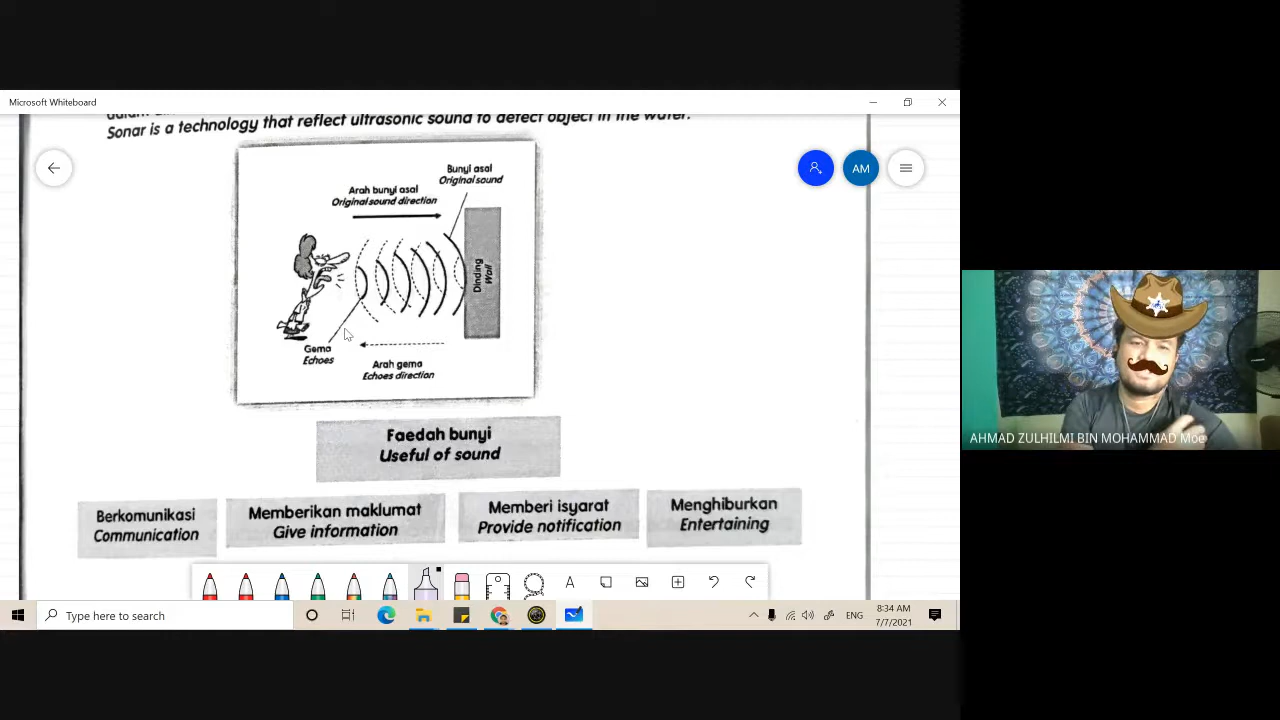 Microsoft Whiteboard
Sonar is a technology that reflect ultrasonic sound to detect object in the water.
Bunyi asal
Original sound
Arah bunyi asal
Original sound direction
Dinding
Wall
Gema
Echoes
Arah gema
Echoes direction
Faedah bunyi
Useful of sound
Berkomunikasi
Communication
Memberikan maklumat
Give information
Memberi isyarat
Provide notification
Menghiburkan
Entertaining
AM
A
Type here to search
ENG
8:34 AM
7/7/2021
AHMAD ZULHILMI BIN MOHAMMAD Moe